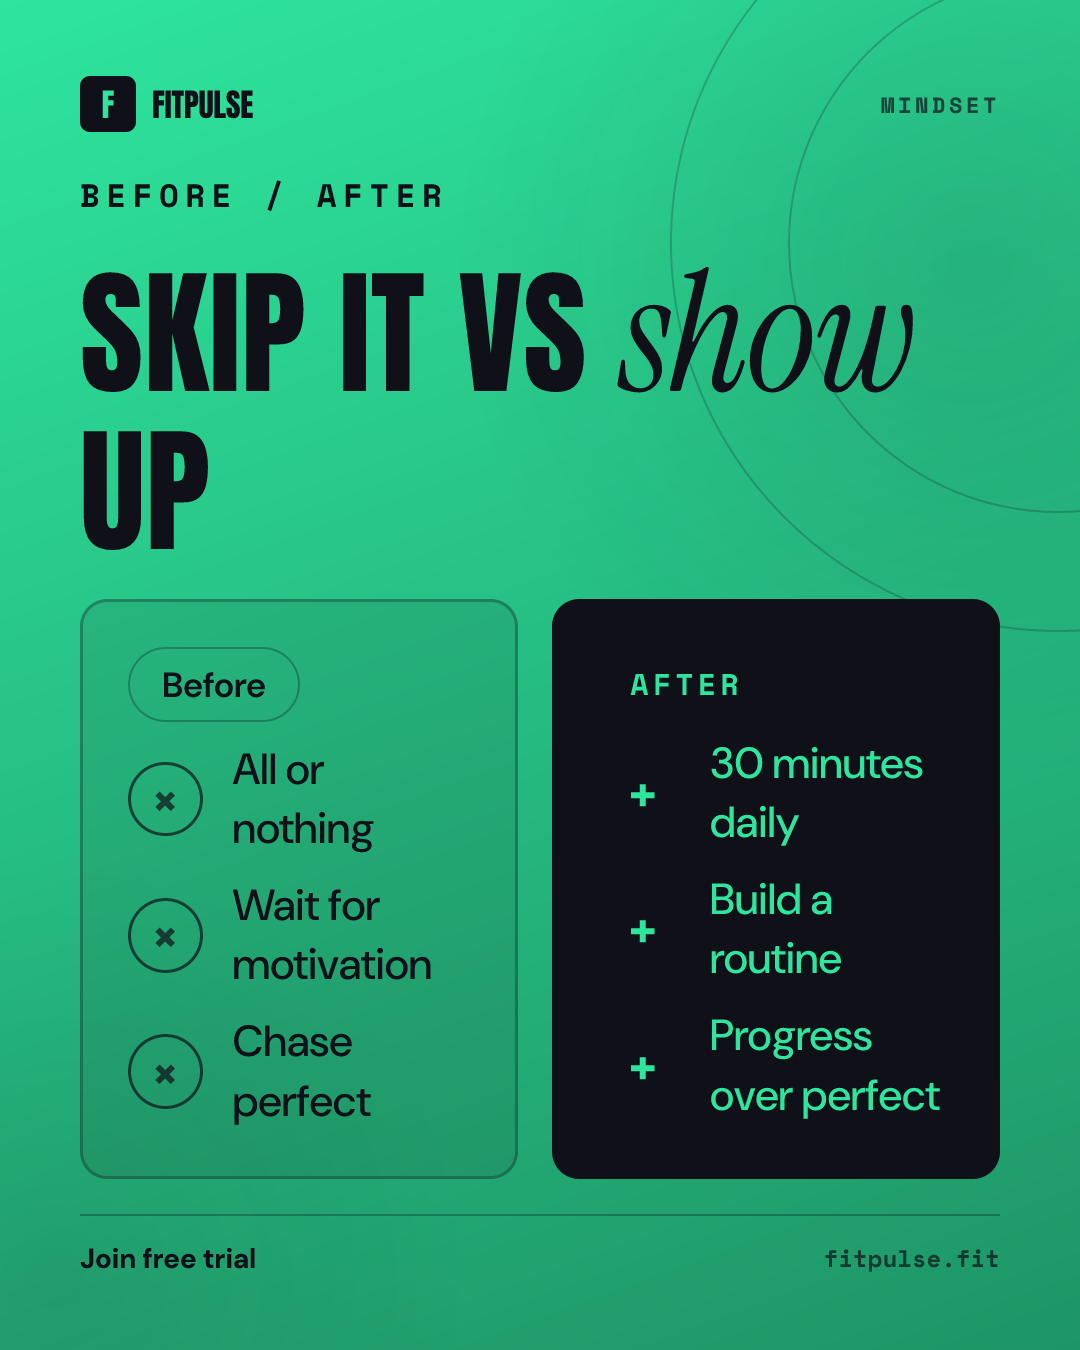 F FITPULSE
MINDSET
BEFORE / AFTER
SKIP IT VS show
UP
Before
× All or
nothing
× Wait for
motivation
× Chase
perfect
AFTER
+ 30 minutes
daily
+ Build a
routine
+ Progress
over perfect
Join free trial
fitpulse.fit